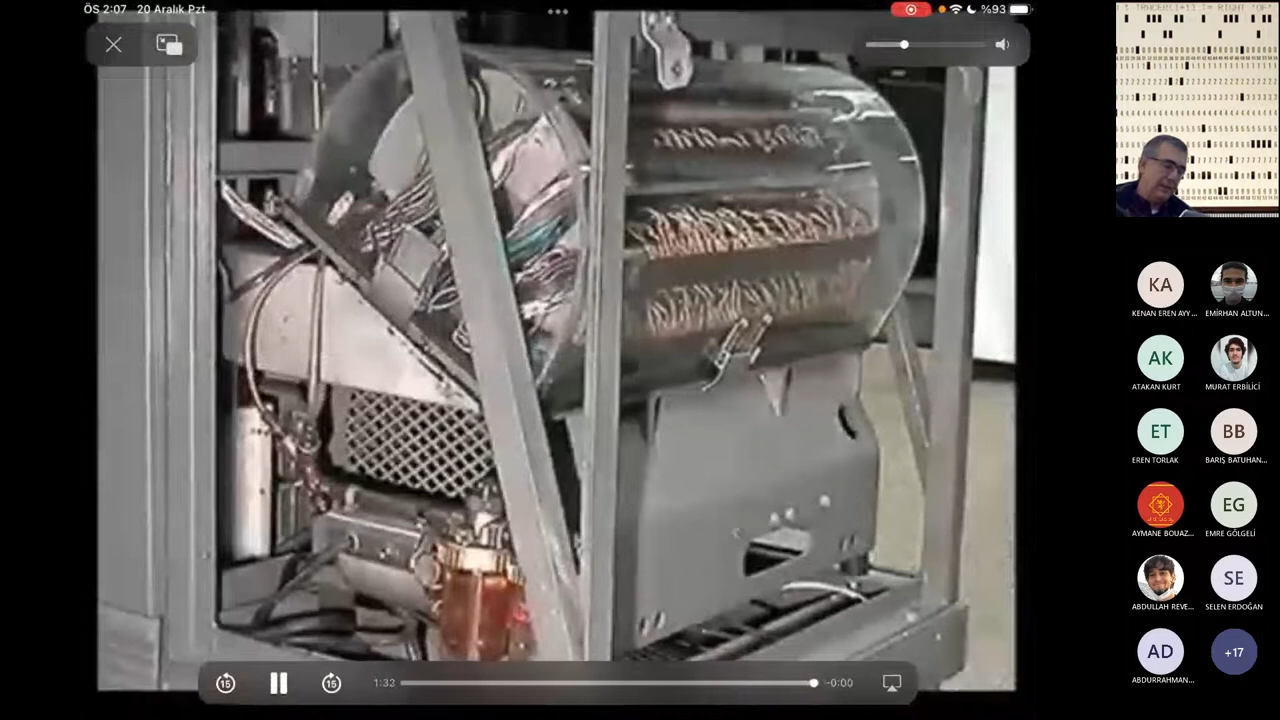 ÖS 2:07 20 Aralık Pzt
%93
15
15
1:32
-0:00
KA
KENAN EREN AYY...
EMİRHAN ALTUN...
AK
ATAKAN KURT
MURAT ERBİLİCİ
ET
EREN TORLAK
BB
BARIŞ BATUHAN...
AYMANE BOUAZ...
EG
EMRE GÖLGELİ
ABDULLAH REVE...
SE
SELEN ERDOĞAN
AD
ABDURRAHMAN...
+17